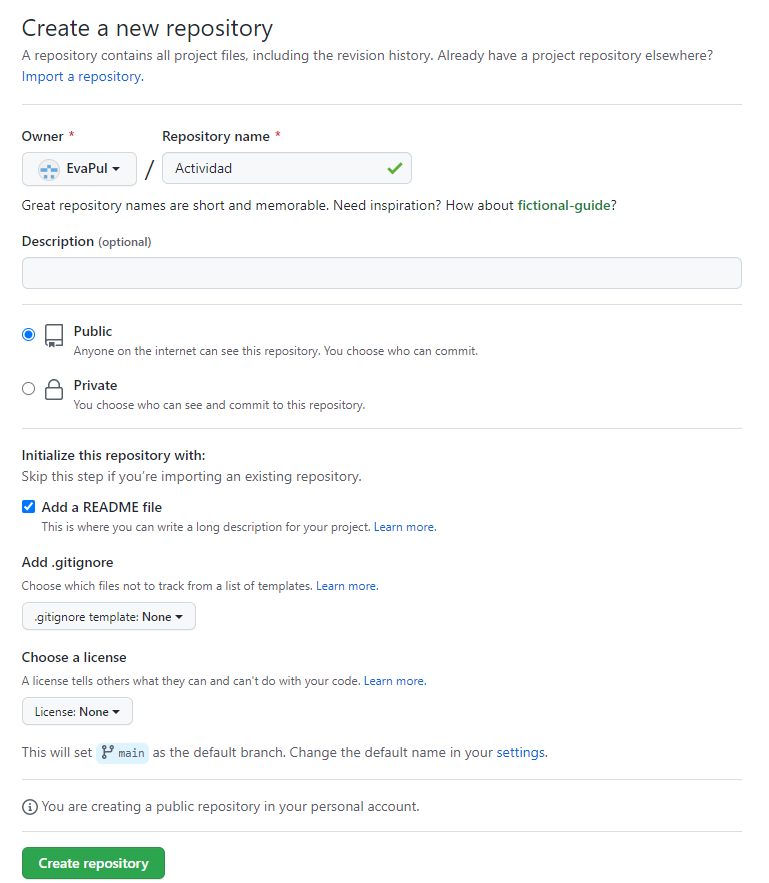 Create a new repository
A repository contains all project files, including the revision history. Already have a project repository elsewhere?
Import a repository.
Owner * Repository name *
EvaPul / Actividad
Great repository names are short and memorable. Need inspiration? How about fictional-guide?
Description (optional)
Public
Anyone on the internet can see this repository. You choose who can commit.
Private
You choose who can see and commit to this repository.
Initialize this repository with:
Skip this step if you're importing an existing repository.
Add a README file
This is where you can write a long description for your project. Learn more.
Add .gitignore
Choose which files not to track from a list of templates. Learn more.
.gitignore template: None
Choose a license
A license tells others what they can and can't do with your code. Learn more.
License: None
This will set main as the default branch. Change the default name in your settings.
You are creating a public repository in your personal account.
Create repository